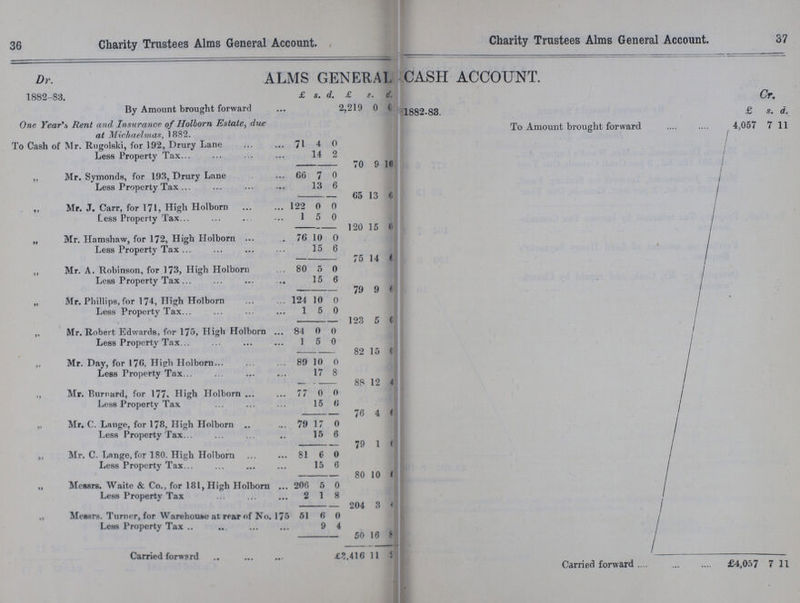 36 Charity Trustees Alms General Account.
Dr. ALMS GENERAL
1882-83. £ s. d. £ s. d.
By Amount brought forward ... 2,219 0
One Year's Rent and Insurance of Holborn Estate, due
at Michaelmas, 1882.
To Cash of Mr. Rugolski, for 192, Drury Lane ... ... 71 4 0
Less Property Tax... ... ... ... 14 2
70 9 10
„ Mr. Symonds, for 193, Drury Lane ... 66 7 0
Less Property Tax ... ... ... ... 13 6
65 13 6
„ Mr. J. Carr, for 171, High Holborn ... ... 122 0 0
Less Property Tax... ... ... ... 1 5 0
120 15
„ Mr. Hamshaw, for 172, High Holborn ... .. 76 10 0
Less Property Tax ... ... ... ... 15 6
75 14
„ Mr. A. Robinson, for 173, High Holborn ... 80 5 0
Less Property Tax ... ... ... ... 15 6
79 9
„ Mr. Phillips, for 174, High Holborn ... ... 124 10 0
Less Property Tax... ... ... ... 1 5 0
123 5
„ Mr. Robert Edwards, for 175, High Holborn ... 84 0 0
Less Property Tax... ... ... ... 1 5 0
82 15
„ Mr. Day, for 176, High Holborn... ... ... 89 10 0
Less Property Tax... ... ... ... 17 8
88 12 4
„ Mr. Burnard, for 177, High Holborn ... ... 77 0 0
Less Property Tax ... ... ... 15 6
76 4
„ Mr. C. Lange, for 178, High Holborn .. ... 79 17 0
Less Property Tax... ... ... .. 15 6
79 1
„ Mr. C. Lange, for 180. High Holborn ... ... 81 6 0
Less Property Tax... ... ... ... 15 6
80 10
„ Messrs. Waite & Co., for 181, High Holborn ... 206 5 0
Less Property Tax ... ... ... 2 1 8
204 3
„ Messrs. Turner, for Warehouse at rear of No. 175 51 6 0
Less Property Tax .. .. ... ... 9 4
50 16
Carried forward .. ... ... £3,416 11
Charity Trustees Alms General Account. 37
CASH ACCOUNT.
Cr.
1882-83. £ s. d.
To Amount brought forward .... .... 4,057 7 11
Carried forward .... ... .... £4,057 7 11